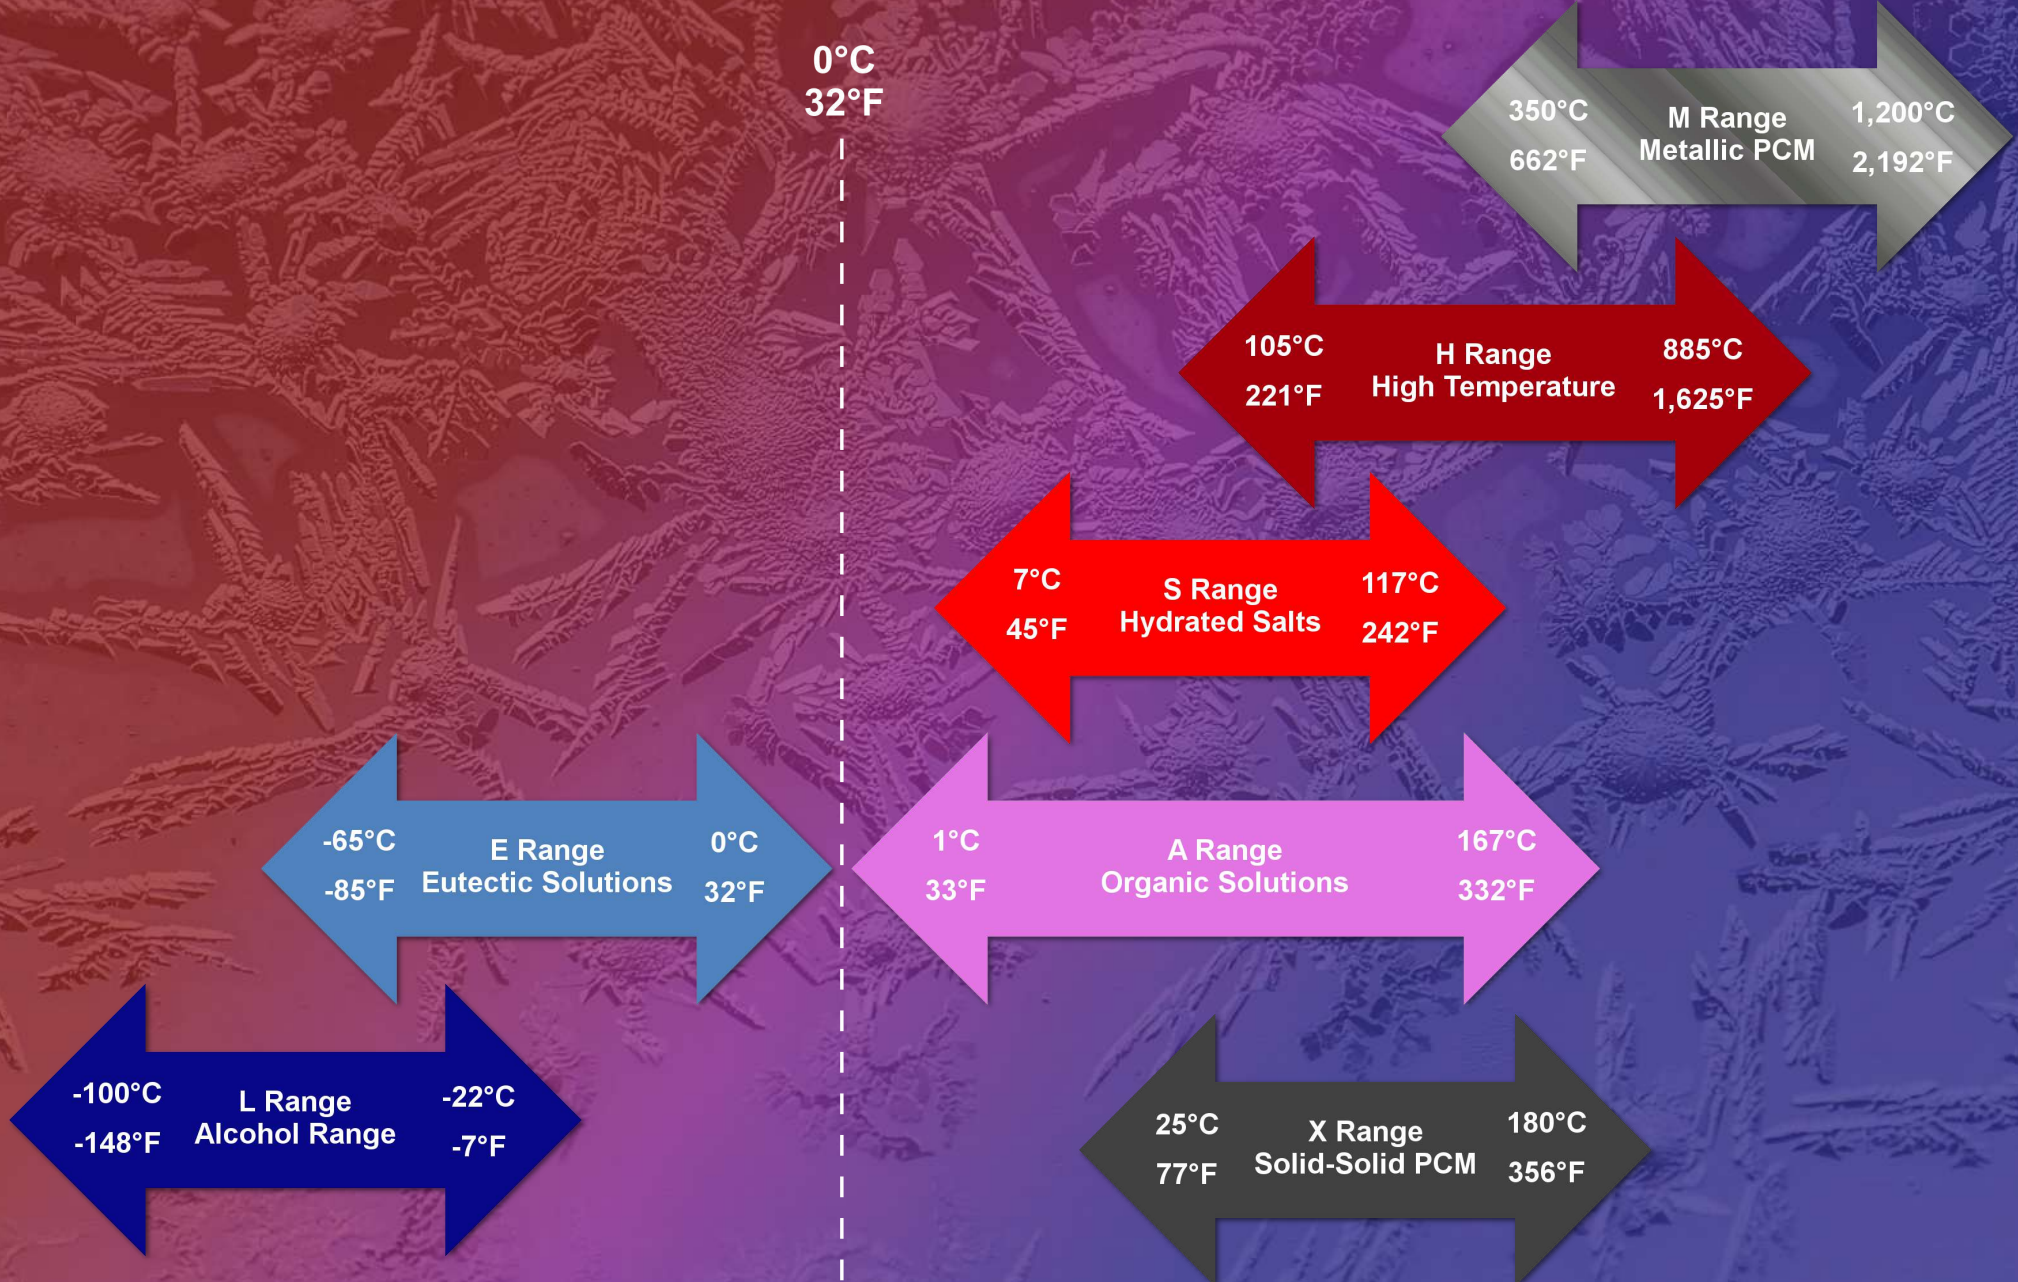 0°C
32°F
350°C
662°F
M Range
Metallic PCM
1,200°C
2,192°F
105°C
221°F
H Range
High Temperature
885°C
1,625°F
7°C
45°F
S Range
Hydrated Salts
117°C
242°F
-65°C
-85°F
E Range
Eutectic Solutions
0°C
32°F
1°C
33°F
A Range
Organic Solutions
167°C
332°F
-100°C
-148°F
L Range
Alcohol Range
-22°C
-7°F
25°C
77°F
X Range
Solid-Solid PCM
180°C
356°F